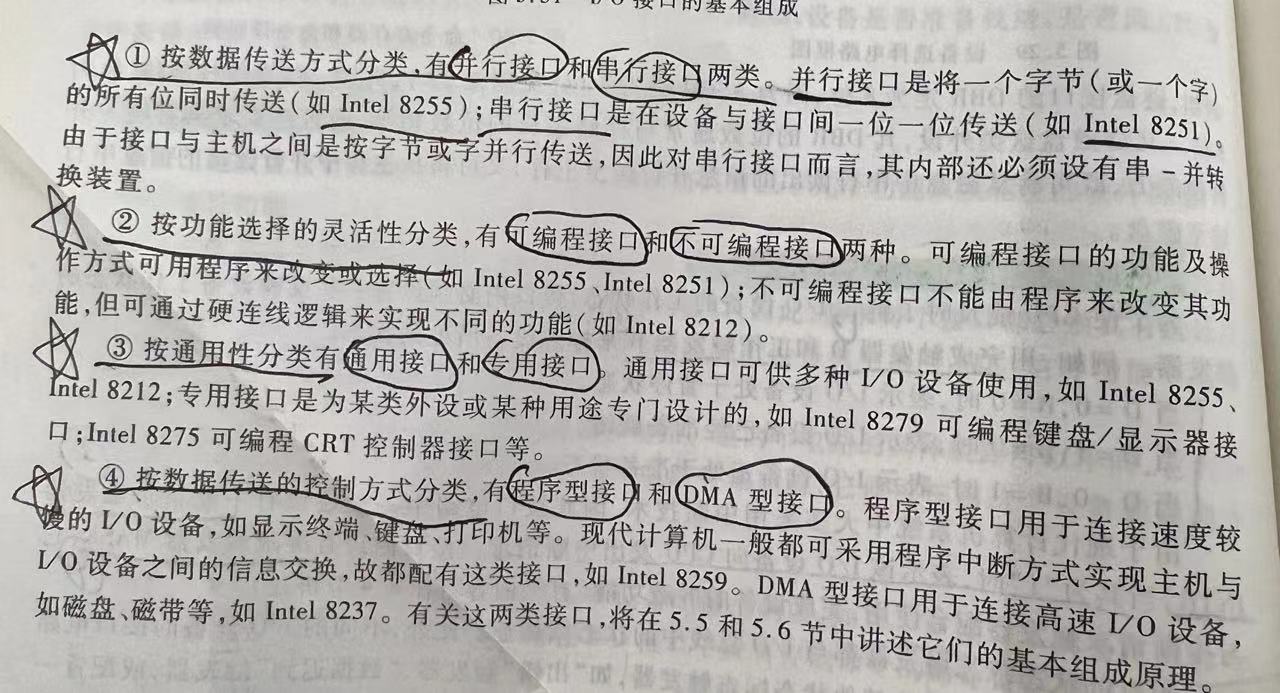 图 5.31 I/O 接口的基本组成
① 按数据传送方式分类,有并行接口和串行接口两类。并行接口是将一个字节(或一个字)
的所有位同时传送(如 Intel 8255);串行接口是在设备与接口间一位一位传送(如 Intel 8251)。
由于接口与主机之间是按字节或字并行传送,因此对串行接口而言,其内部还必须设有串 - 并转
换装置。
② 按功能选择的灵活性分类,有可编程接口和不可编程接口两种。可编程接口的功能及操
作方式可用程序来改变或选择(如 Intel 8255、Intel 8251);不可编程接口不能由程序来改变其功
能,但可通过硬连线逻辑来实现不同的功能(如 Intel 8212)。
③ 按通用性分类有通用接口和专用接口。通用接口可供多种 I/O 设备使用,如 Intel 8255、
Intel 8212;专用接口是为某类外设或某种用途专门设计的,如 Intel 8279 可编程键盘/显示器接
口;Intel 8275 可编程 CRT 控制器接口等。
④ 按数据传送的控制方式分类,有程序型接口和 DMA 型接口。程序型接口用于连接速度较
慢的 I/O 设备,如显示终端、键盘、打印机等。现代计算机一般都可采用程序中断方式实现主机与
I/O 设备之间的信息交换,故都配有这类接口,如 Intel 8259。DMA 型接口用于连接高速 I/O 设备,
如磁盘、磁带等,如 Intel 8237。有关这两类接口,将在 5.5 和 5.6 节中讲述它们的基本组成原理。